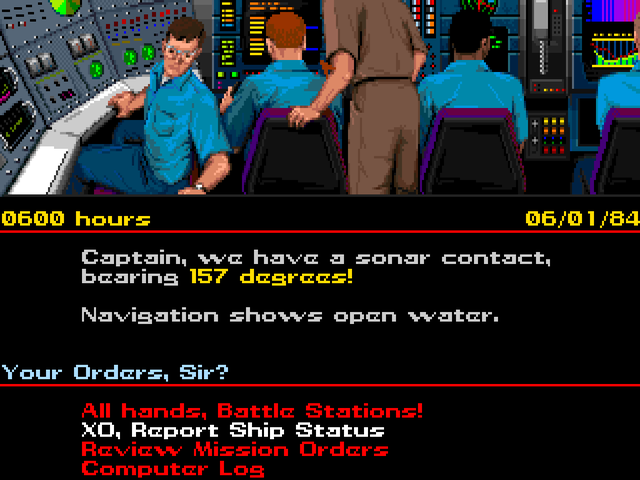 0600 hours
06/01/84
Captain, we have a sonar contact,
bearing 157 degrees!
Navigation shows open water.
Your Orders, Sir?
All hands, Battle Stations!
XO, Report Ship Status
Review Mission Orders
Computer Log